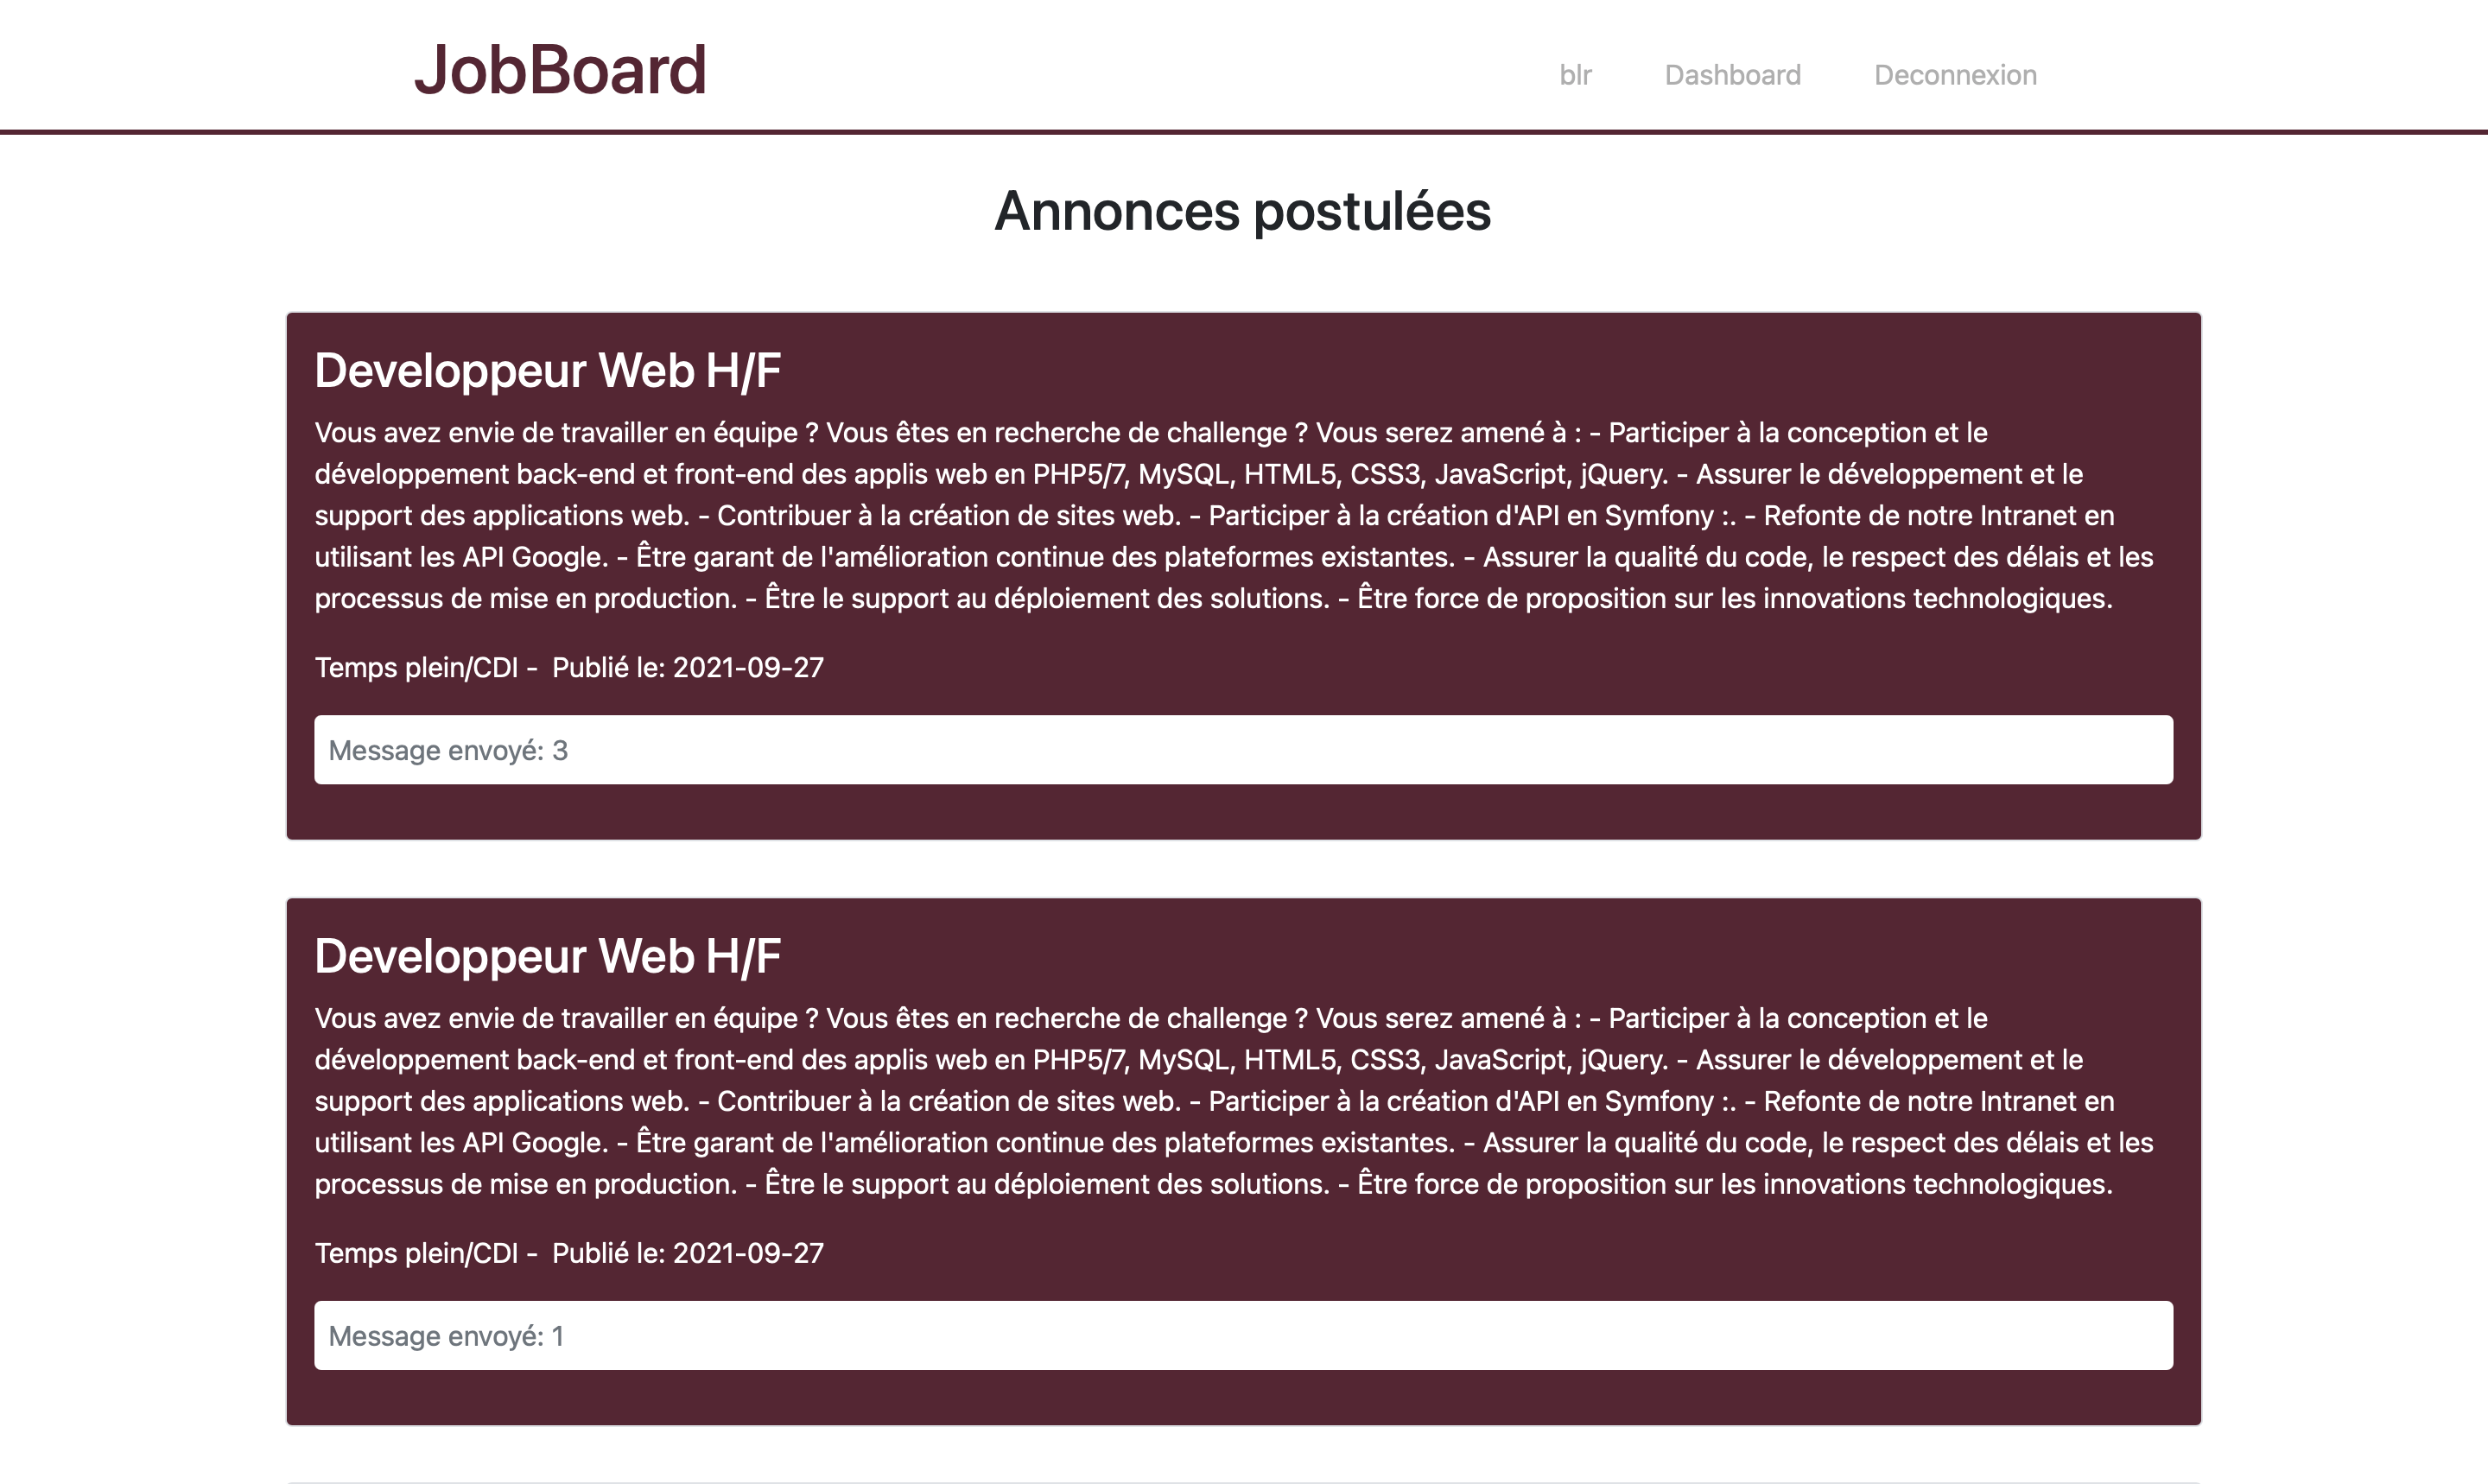 JobBoard
blr
Dashboard
Deconnexion
Annonces postulées
Developpeur Web H/F
Vous avez envie de travailler en équipe ? Vous êtes en recherche de challenge ? Vous serez amené à : - Participer à la conception et le
développement back-end et front-end des applis web en PHP5/7, MySQL, HTML5, CSS3, JavaScript, jQuery. - Assurer le développement et le
support des applications web. - Contribuer à la création de sites web. - Participer à la création d'API en Symfony :. - Refonte de notre Intranet en
utilisant les API Google. - Être garant de l'amélioration continue des plateformes existantes. - Assurer la qualité du code, le respect des délais et les
processus de mise en production. - Être le support au déploiement des solutions. - Être force de proposition sur les innovations technologiques.
Temps plein/CDI - Publié le: 2021-09-27
Message envoyé: 3
Developpeur Web H/F
Vous avez envie de travailler en équipe ? Vous êtes en recherche de challenge ? Vous serez amené à : - Participer à la conception et le
développement back-end et front-end des applis web en PHP5/7, MySQL, HTML5, CSS3, JavaScript, jQuery. - Assurer le développement et le
support des applications web. - Contribuer à la création de sites web. - Participer à la création d'API en Symfony :. - Refonte de notre Intranet en
utilisant les API Google. - Être garant de l'amélioration continue des plateformes existantes. - Assurer la qualité du code, le respect des délais et les
processus de mise en production. - Être le support au déploiement des solutions. - Être force de proposition sur les innovations technologiques.
Temps plein/CDI - Publié le: 2021-09-27
Message envoyé: 1